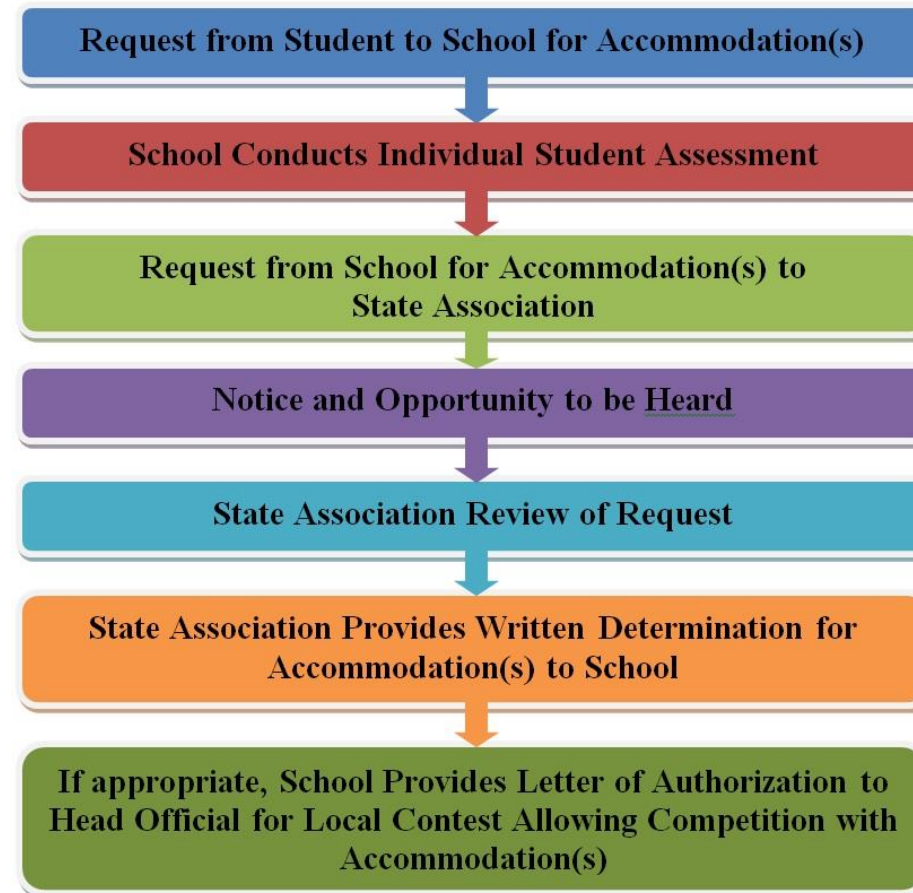 Request from Student to School for Accommodation(s)
School Conducts Individual Student Assessment
Request from School for Accommodation(s) to
State Association
Notice and Opportunity to be Heard
State Association Review of Request
State Association Provides Written Determination for
Accommodation(s) to School
If appropriate, School Provides Letter of Authorization to
Head Official for Local Contest Allowing Competition with
Accommodation(s)